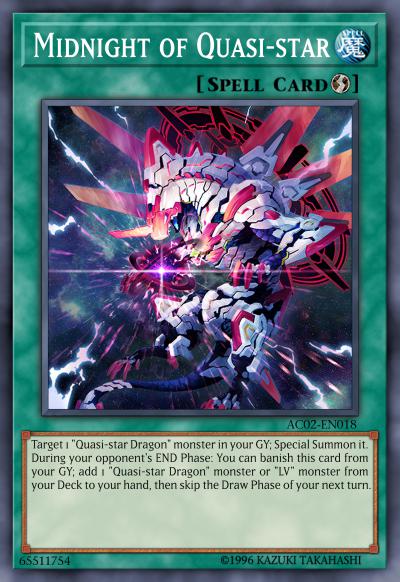 MIDNIGHT OF QUASI-STAR
SPELL
魔
[SPELL CARD]
AC02-EN018
Target 1 "Quasi-star Dragon" monster in your GY; Special Summon it.
During your opponent's END Phase: You can banish this card from
your GY; add 1 "Quasi-star Dragon" monster or "LV" monster from
your Deck to your hand, then skip the Draw Phase of your next turn.
65511754
©1996 KAZUKI TAKAHASHI